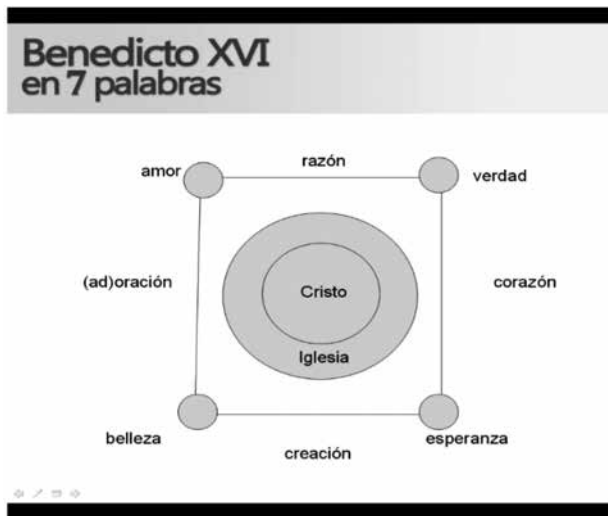 Benedicto XVI
en 7 palabras
amor
razón
verdad
(ad)oración
Cristo
corazón
Iglesia
belleza
creación
esperanza